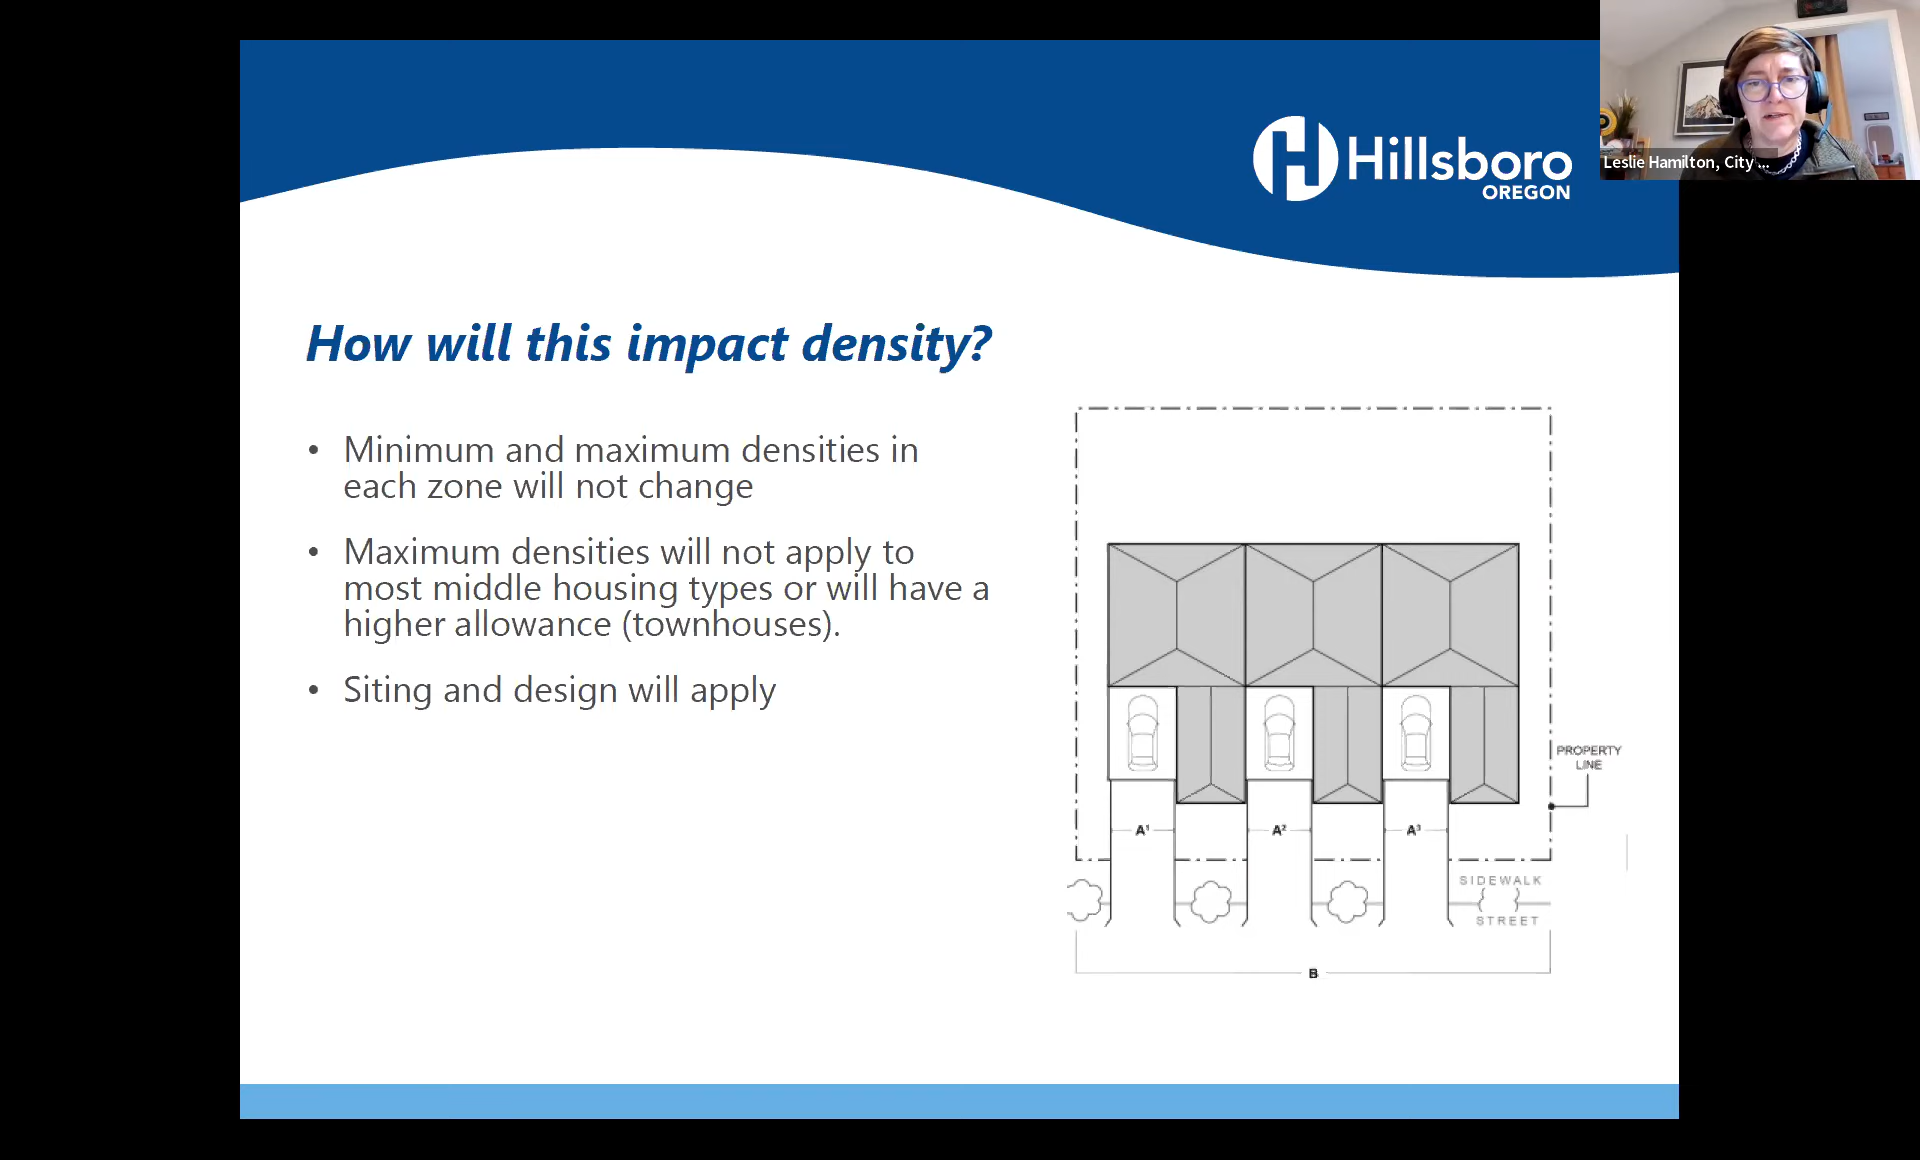 Hillsboro
OREGON
Leslie Hamilton, City ...
How will this impact density?
• Minimum and maximum densities in
each zone will not change
• Maximum densities will not apply to
most middle housing types or will have a
higher allowance (townhouses).
• Siting and design will apply
PROPERTY
LINE
A¹
A²
A³
SIDEWALK
STREET
B